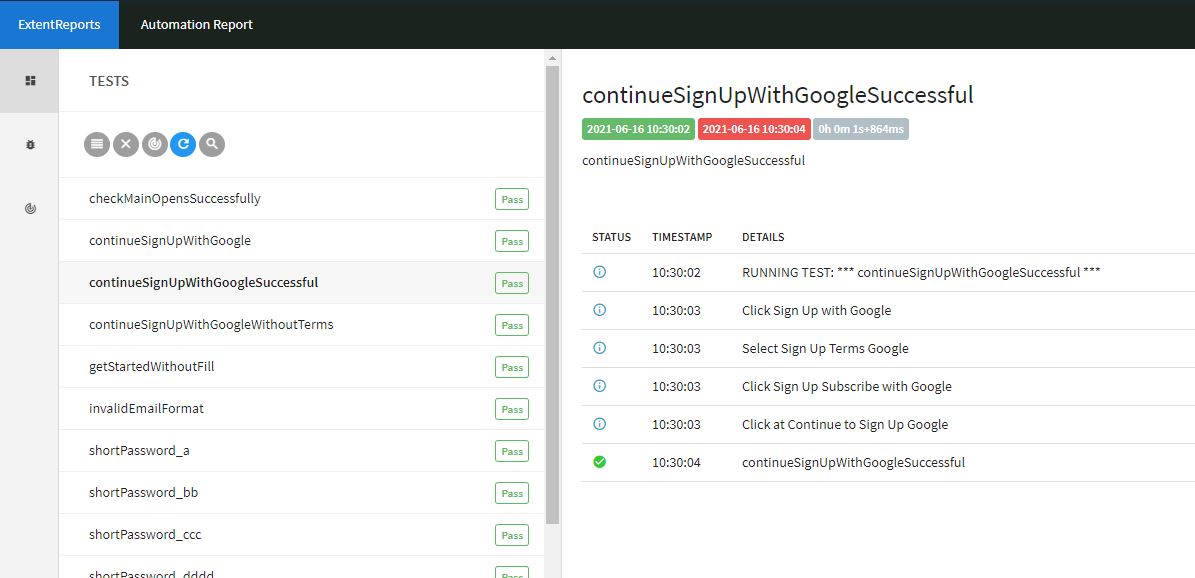 ExtentReports
Automation Report
TESTS
checkMainOpensSuccessfully Pass
continueSignUpWithGoogle Pass
continueSignUpWithGoogleSuccessful Pass
continueSignUpWithGoogleWithoutTerms Pass
getStartedWithoutFill Pass
invalidEmailFormat Pass
shortPassword_a Pass
shortPassword_bb Pass
shortPassword_ccc Pass
shortPassword_dddd Pass
continueSignUpWithGoogleSuccessful
2021-06-16 10:30:02 2021-06-16 10:30:04 0h 0m 1s+864ms
continueSignUpWithGoogleSuccessful
STATUS TIMESTAMP DETAILS
10:30:02 RUNNING TEST: *** continueSignUpWithGoogleSuccessful ***
10:30:03 Click Sign Up with Google
10:30:03 Select Sign Up Terms Google
10:30:03 Click Sign Up Subscribe with Google
10:30:03 Click at Continue to Sign Up Google
10:30:04 continueSignUpWithGoogleSuccessful